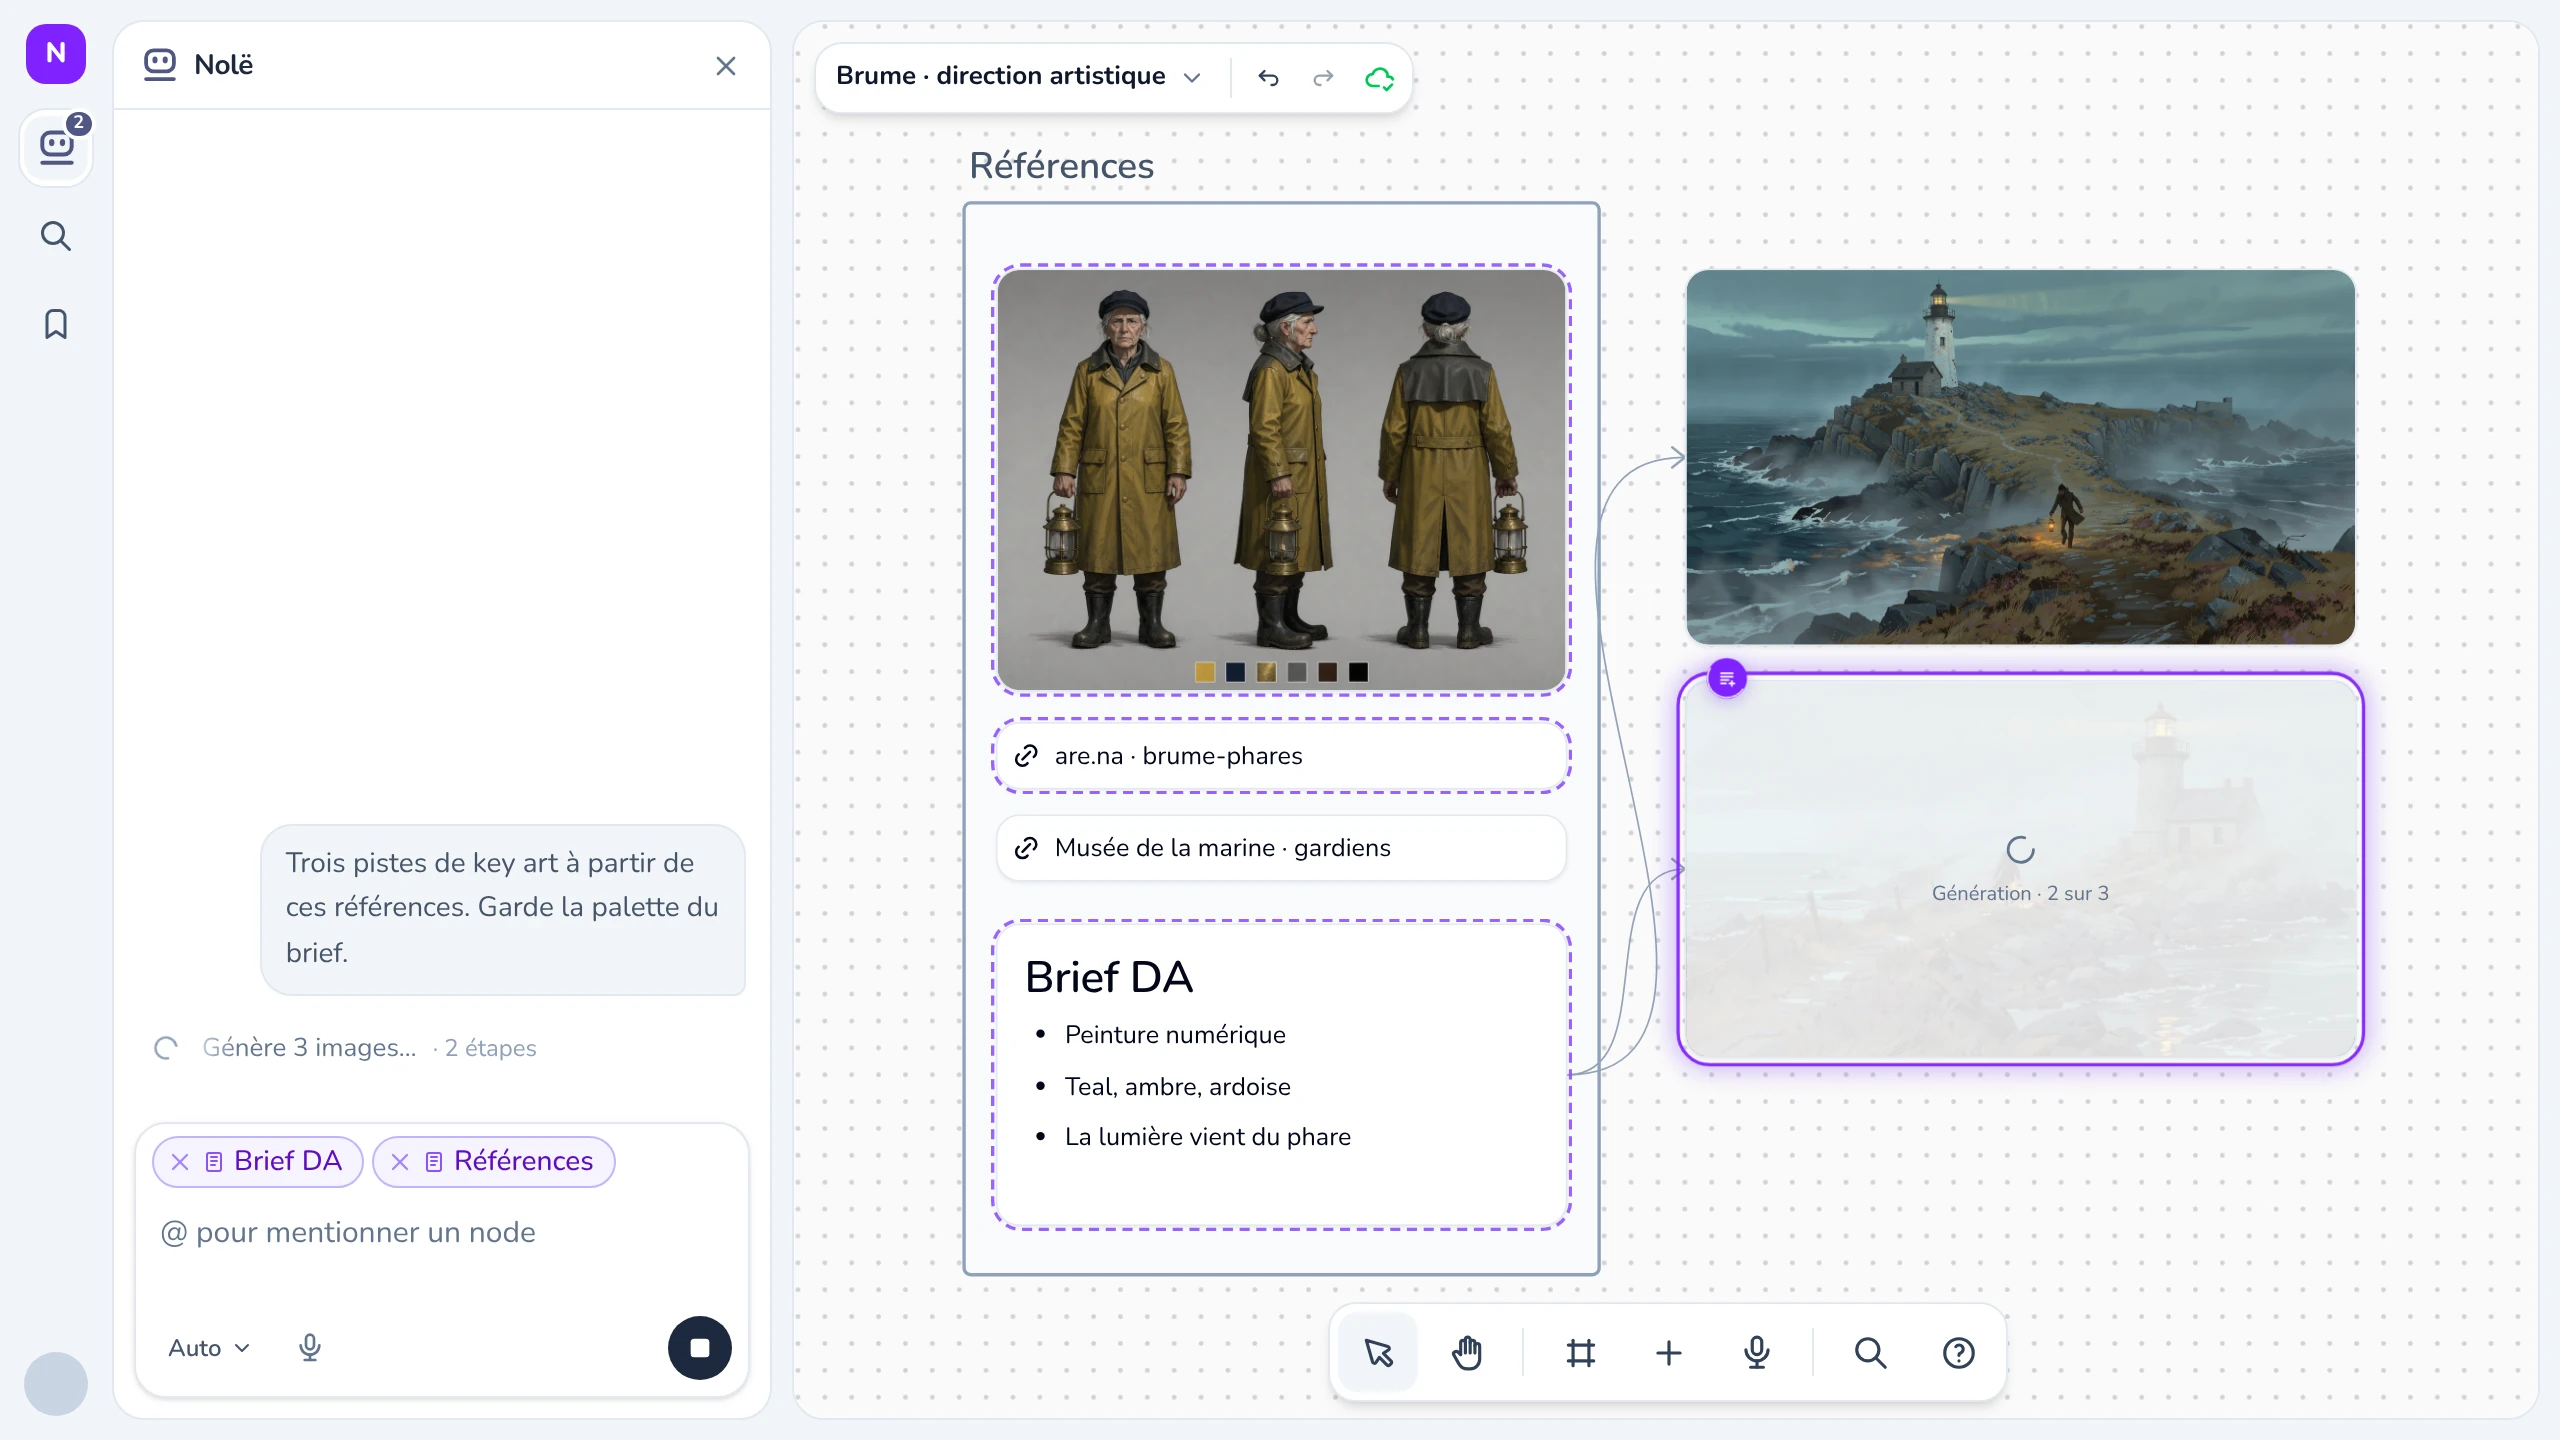 N
Nolë
2
Brume · direction artistique
Références
are.na · brume-phares
Musée de la marine · gardiens
Brief DA
Peinture numérique
Teal, ambre, ardoise
La lumière vient du phare
Génération · 2 sur 3
Trois pistes de key art à partir de
ces références. Garde la palette du
brief.
Génère 3 images... · 2 étapes
Brief DA
Références
@ pour mentionner un node
Auto